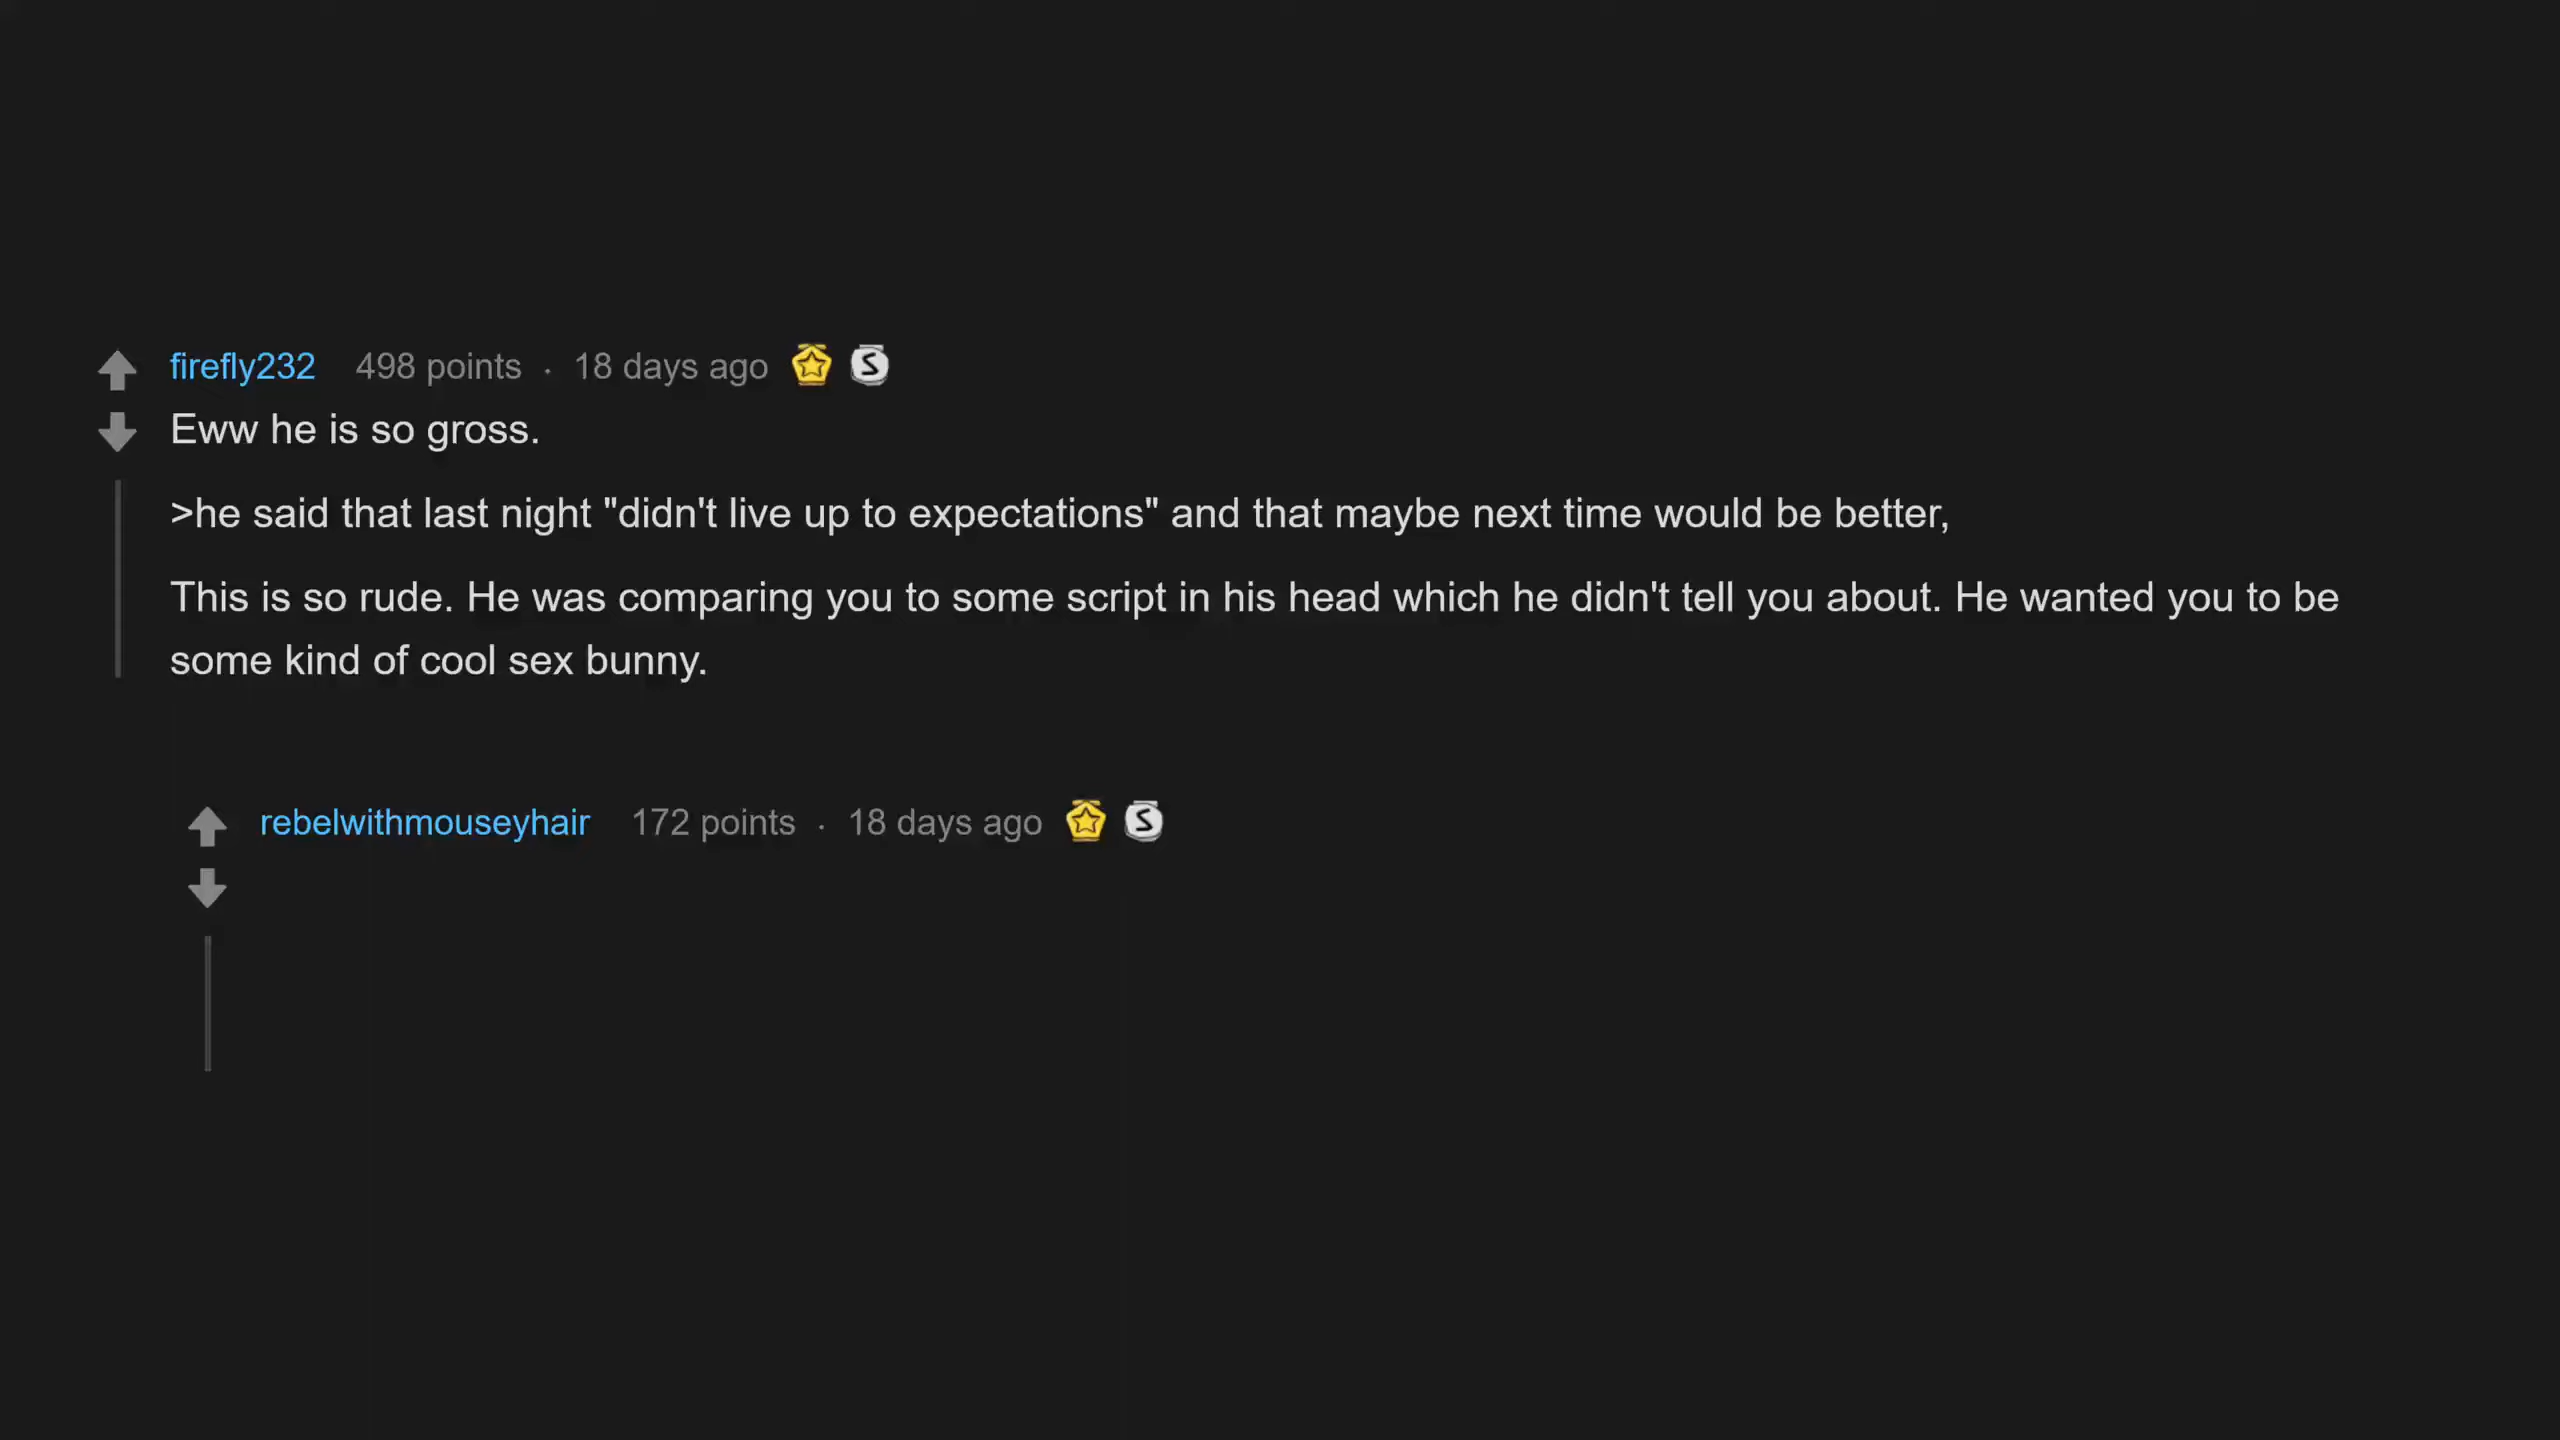 firefly232 498 points · 18 days ago
Eww he is so gross.
>he said that last night "didn't live up to expectations" and that maybe next time would be better,
This is so rude. He was comparing you to some script in his head which he didn't tell you about. He wanted you to be
some kind of cool sex bunny.
rebelwithmouseyhair 172 points · 18 days ago